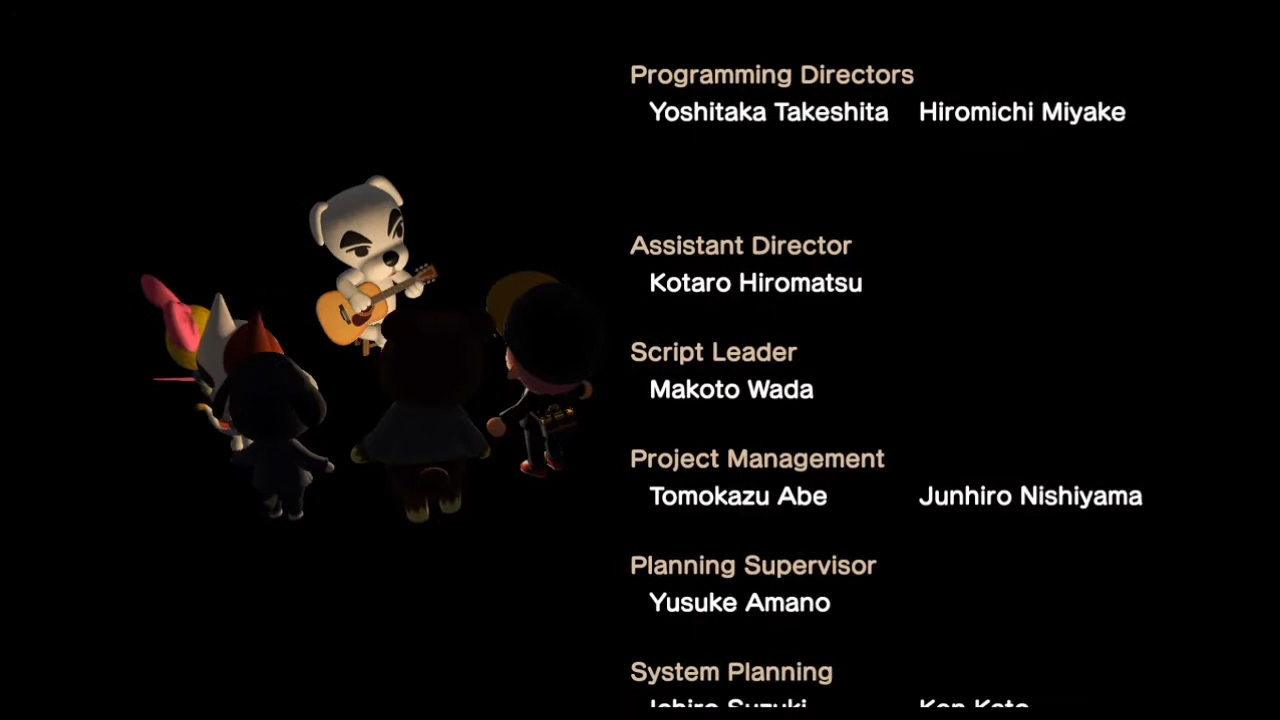 Programming Directors
Yoshitaka Takeshita Hiromichi Miyake
Assistant Director
Kotaro Hiromatsu
Script Leader
Makoto Wada
Project Management
Tomokazu Abe Junhiro Nishiyama
Planning Supervisor
Yusuke Amano
System Planning